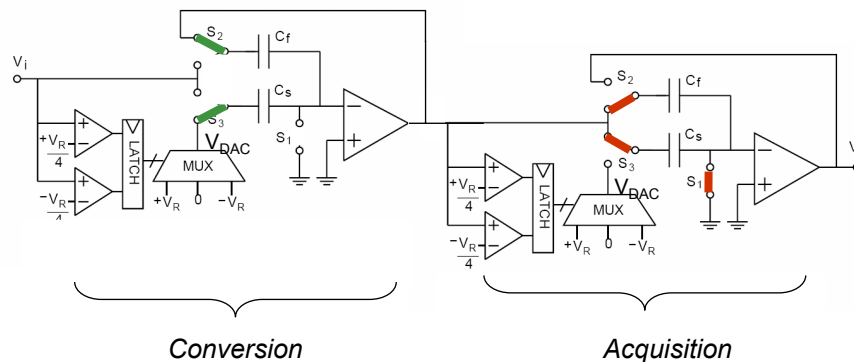 S2
Cf
Vi
Cs
S3
S1
VDAC
+VR
4
−VR
4
LATCH
MUX
+VR 0 −VR
S2
Cf
Cs
S3
S1
V
VDAC
+VR
4
−VR
4
LATCH
MUX
+VR 0 −VR
Conversion
Acquisition